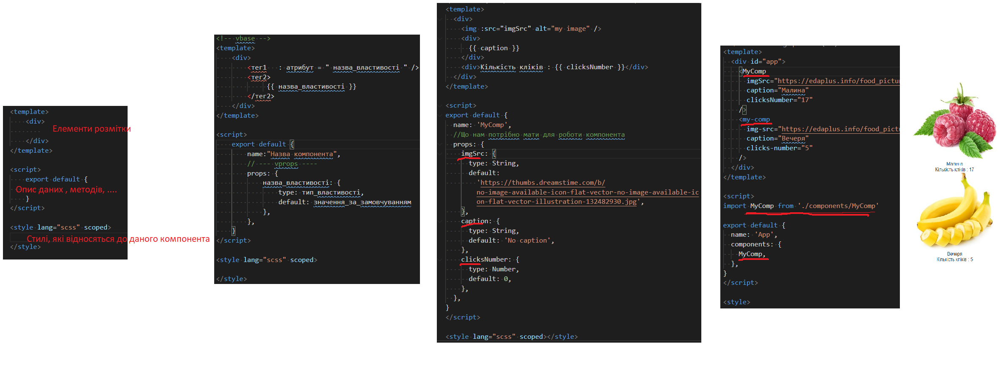 <template>
<div>
Елементи розмітки
</div>
</template>
<script>
export default {
Опис даних , методів, ....
}
</script>
<style lang="scss" scoped>
Стилі, які відносяться до даного компонента
</style>
<!-- vbase -->
<template>
<div>
<тег1 : атрибут = " назва_властивості " />
<тег2>
{{ назва_властивості }}
</тег2>
</div>
</template>
<script>
export default {
name:"Назва компонента",
// ---- vprops ----
props: {
назва_властивості: {
type: тип_властивості,
default: значення_за_замовчуванням
},
},
}
</script>
<style lang="scss" scoped>
</style>
<template>
<div>
<img :src="imgSrc" alt="my image" />
<div>
{{ caption }}
</div>
<div>Кількість кліків : {{ clicksNumber }}</div>
</div>
</template>
<script>
export default {
name: 'MyComp',
//Що нам потрібно мати для роботи компонента
props: {
imgSrc: {
type: String,
default:
'https://thumbs.dreamstime.com/b/
no-image-available-icon-flat-vector-no-image-available-ic
on-flat-vector-illustration-132482930.jpg',
},
caption: {
type: String,
default: 'No caption',
},
clicksNumber: {
type: Number,
default: 0,
},
},
}
</script>
<style lang="scss" scoped></style>
<template>
<div id="app">
<MyComp
imgSrc="https://edaplus.info/food_pictu
caption="Малина"
clicksNumber="17"
/>
<my-comp
img-src="https://edaplus.info/food_pict
caption="Вечеря"
clicks-number="5"
/>
</div>
</template>
<script>
import MyComp from './components/MyComp'
export default {
name: 'App',
components: {
MyComp,
},
}
</script>
<style>
Малина
Кількість кліків : 17
Вечеря
Кількість кліків : 5